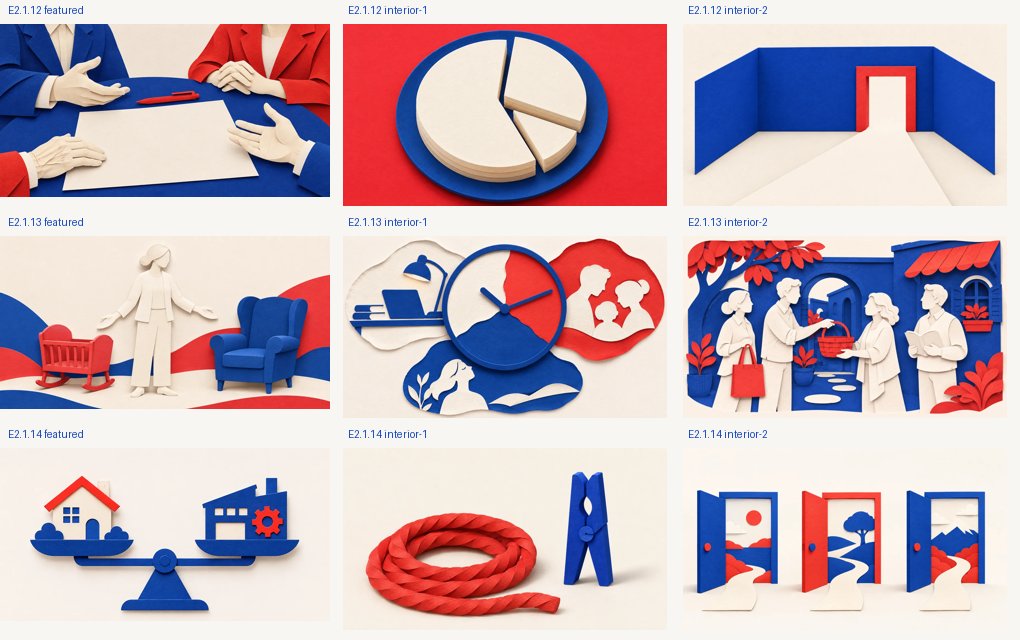 E2.1.12 featured
E2.1.12 interior-1
E2.1.12 interior-2
E2.1.13 featured
E2.1.13 interior-1
E2.1.13 interior-2
E2.1.14 featured
E2.1.14 interior-1
E2.1.14 interior-2